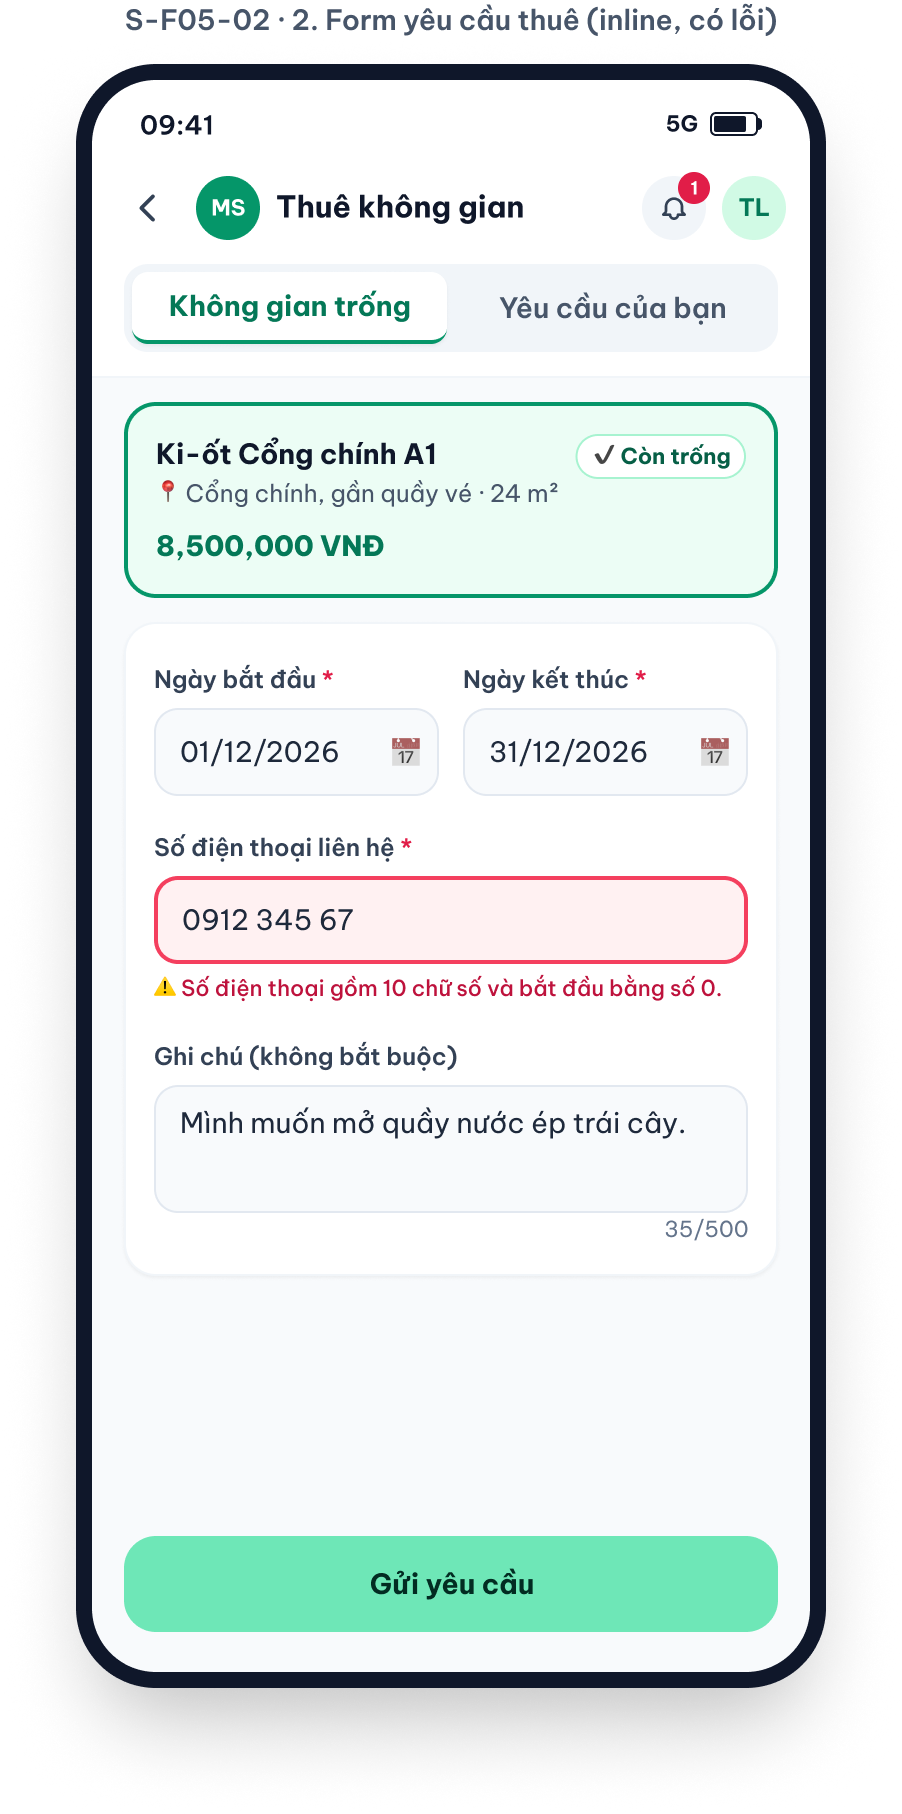 S-F05-02 · 2. Form yêu cầu thuê (inline, có lỗi)
09:41
5G
MS
Thuê không gian
1
TL
Không gian trống
Yêu cầu của bạn
Ki-ốt Cổng chính A1
✓ Còn trống
📍 Cổng chính, gần quầy vé · 24 m²
8,500,000 VNĐ
Ngày bắt đầu *
Ngày kết thúc *
01/12/2026
JUL 17
31/12/2026
JUL 17
Số điện thoại liên hệ *
0912 345 67
⚠ Số điện thoại gồm 10 chữ số và bắt đầu bằng số 0.
Ghi chú (không bắt buộc)
Mình muốn mở quầy nước ép trái cây.
35/500
Gửi yêu cầu